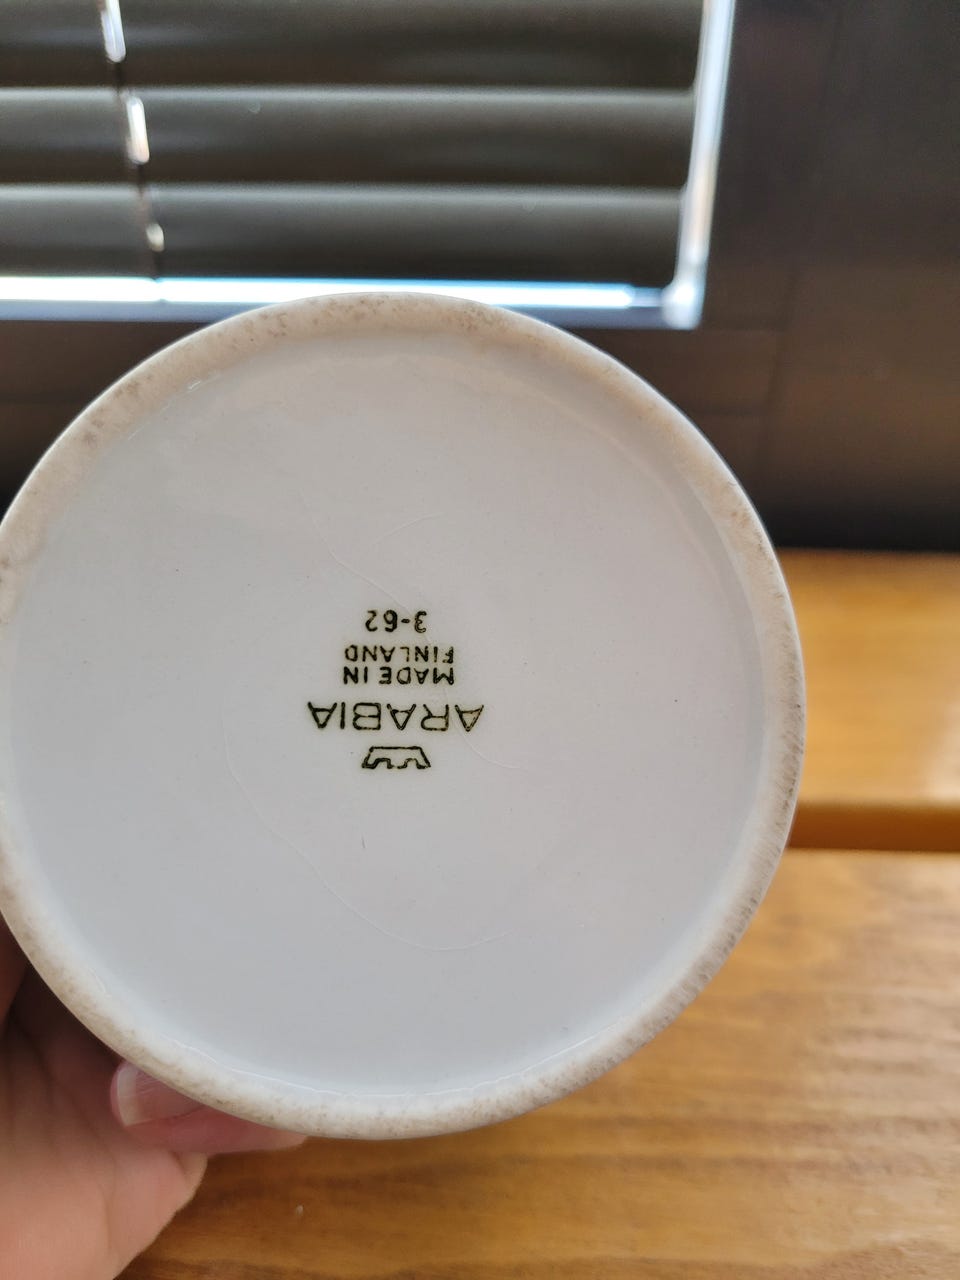 ARABIA
MADE IN
FINLAND
3-62